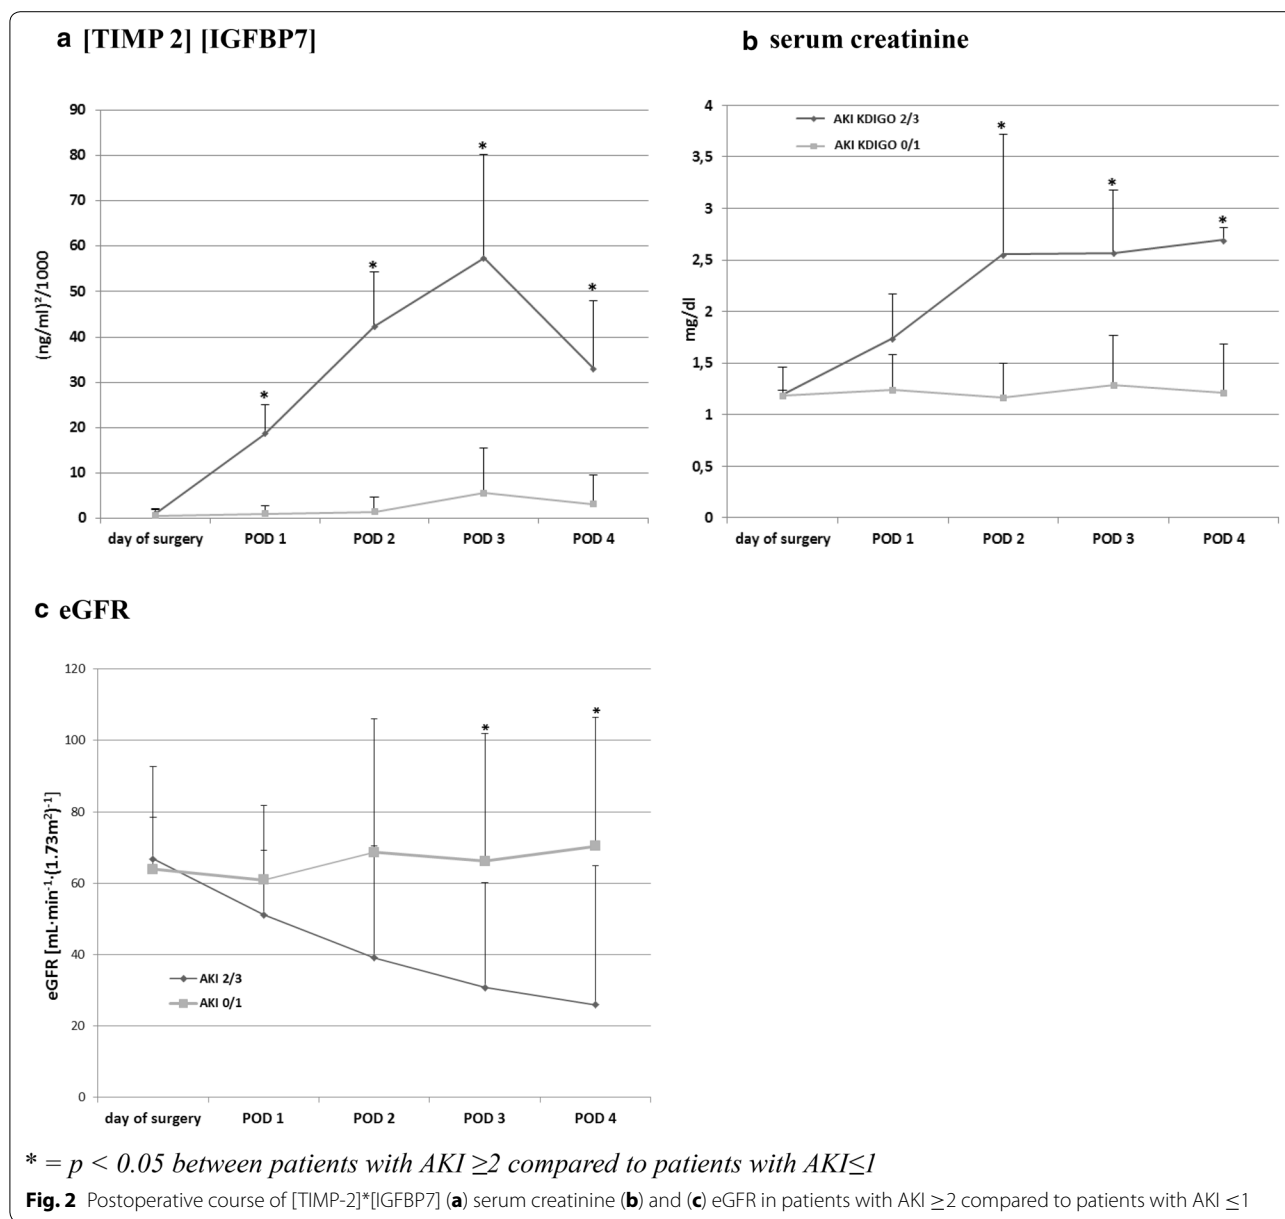 a [TIMP 2] [IGFBP7]
(ng/ml)²/1000
90
80
70
60
50
40
30
20
10
0
*
*
*
*
day of surgery POD 1 POD 2 POD 3 POD 4
b serum creatinine
mg/dl
4
3,5
3
2,5
2
1,5
1
0,5
0
AKI KDIGO 2/3
AKI KDIGO 0/1
*
*
*
day of surgery POD 1 POD 2 POD 3 POD 4
c eGFR
eGFR [mL·min⁻¹·(1.73m²)⁻¹]
120
100
80
60
40
20
0
*
*
AKI 2/3
AKI 0/1
day of surgery POD 1 POD 2 POD 3 POD 4
* = p < 0.05 between patients with AKI ≥2 compared to patients with AKI≤1
Fig. 2 Postoperative course of [TIMP-2]*[IGFBP7] (a) serum creatinine (b) and (c) eGFR in patients with AKI ≥2 compared to patients with AKI ≤1